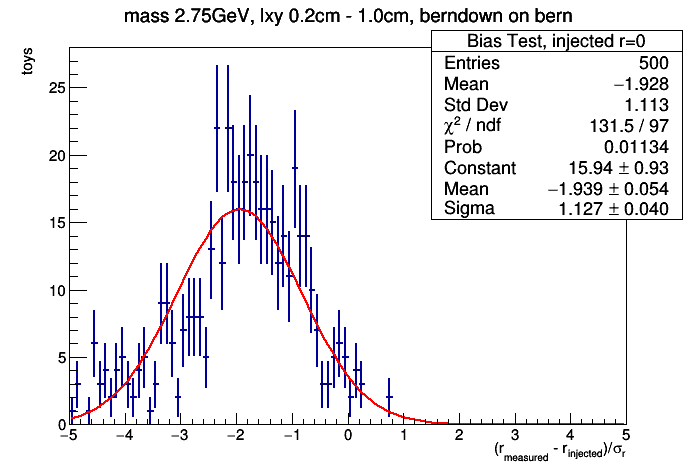 mass 2.75GeV, lxy 0.2cm - 1.0cm, berndown on bern
toys
Bias Test, injected r=0
Entries 500
Mean −1.928
Std Dev 1.113
χ² / ndf 131.5 / 97
Prob 0.01134
Constant 15.94 ± 0.93
Mean −1.939 ± 0.054
Sigma 1.127 ± 0.040
25
20
15
10
5
0
−5 −4 −3 −2 −1 0 1 2 3 4 5
(r_measured - r_injected)/σ_r